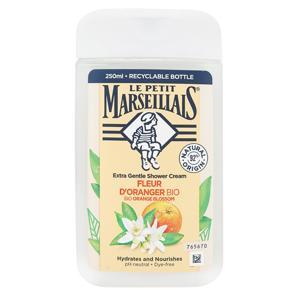 250ml • RECYCLABLE BOTTLE
LE PETIT
MARSEILLAIS
NATURAL ORIGIN
92%
Extra Gentle Shower Cream
FLEUR
D'ORANGER BIO
BIO ORANGE BLOSSOM
765670
Hydrates and Nourishes
pH neutral • Dye-free